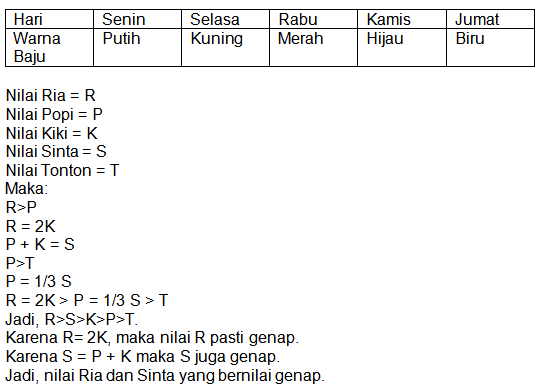 Hari Senin Selasa Rabu Kamis Jumat
Warna Baju Putih Kuning Merah Hijau Biru
Nilai Ria = R
Nilai Popi = P
Nilai Kiki = K
Nilai Sinta = S
Nilai Tonton = T
Maka:
R>P
R = 2K
P + K = S
P>T
P = 1/3 S
R = 2K > P = 1/3 S > T
Jadi, R>S>K>P>T.
Karena R= 2K, maka nilai R pasti genap.
Karena S = P + K maka S juga genap.
Jadi, nilai Ria dan Sinta yang bernilai genap.